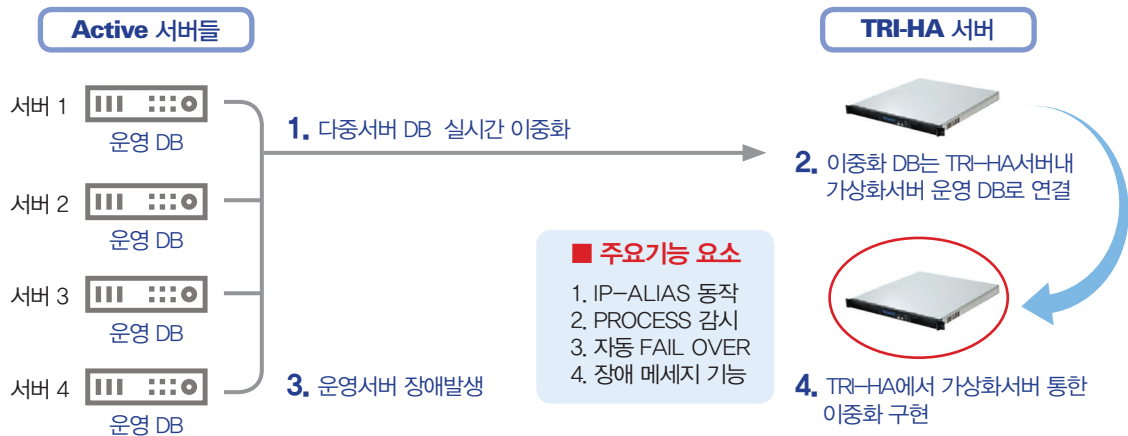 Active 서버들
TRI-HA 서버
서버 1
운영 DB
서버 2
운영 DB
서버 3
운영 DB
서버 4
운영 DB
1. 다중서버 DB 실시간 이중화
2. 이중화 DB는 TRI-HA서버내
가상화서버 운영 DB로 연결
■ 주요기능 요소
1. IP-ALIAS 동작
2. PROCESS 감시
3. 자동 FAIL OVER
4. 장애 메세지 기능
3. 운영서버 장애발생
4. TRI-HA에서 가상화서버 통한
이중화 구현